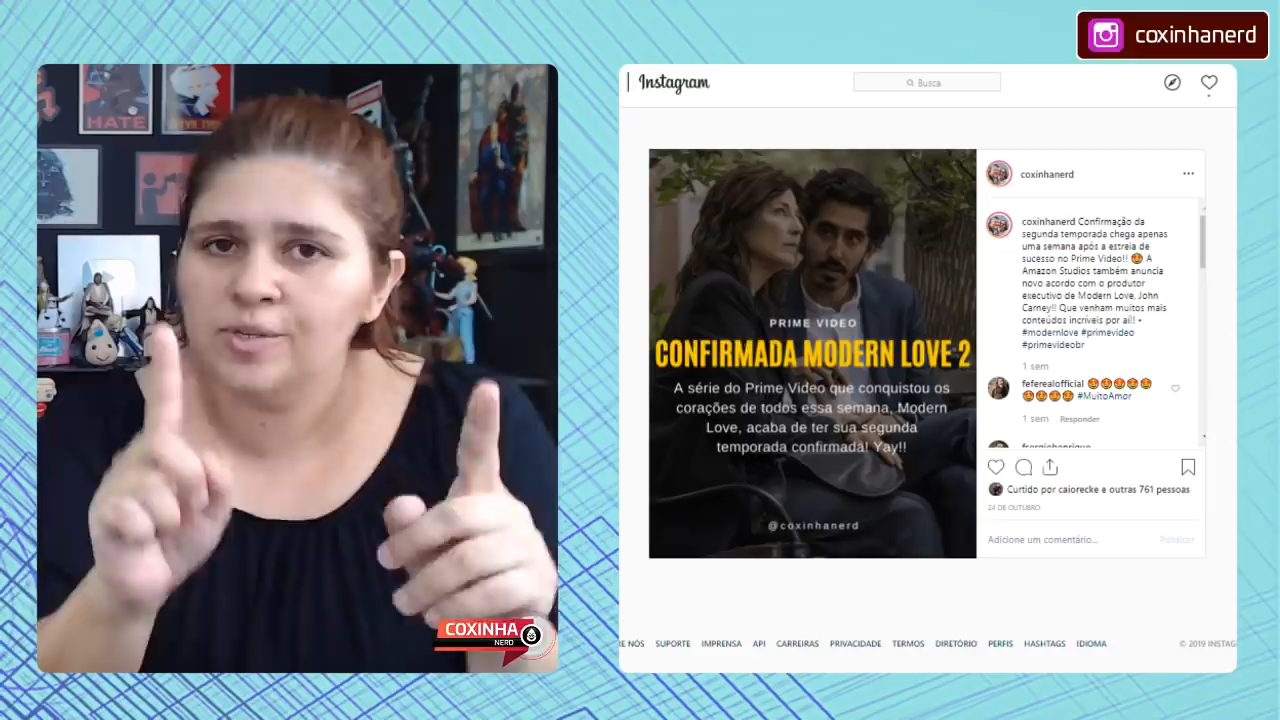 coxinhanerd
HATE
COXINHA
NERD
Instagram
Busca
PRIME VIDEO
CONFIRMADA MODERN LOVE 2
A série do Prime Video que conquistou os
corações de todos essa semana, Modern
Love, acaba de ter sua segunda
temporada confirmada! Yay!!
@coxinhanerd
coxinhanerd
coxinhanerd Confirmação da
segunda temporada chega apenas
uma semana após a estreia de
sucesso no Prime Video!! 😍 A
Amazon Studios também anuncia
novo acordo com o produtor
executivo de Modern Love, John
Carney!! Que venham muitos mais
conteúdos incríveis por aí!! •
#modernlove #primevideo
#primevideobr
1 sem
feferealofficial 😍😍😍😍😍
😍😍😍😍 #MuitoAmor
1 sem Responder
Curtido por caiorecke e outras 761 pessoas
24 DE OUTUBRO
Adicione um comentário...
Publicar
RE NÓS SUPORTE IMPRENSA API CARREIRAS PRIVACIDADE TERMOS DIRETÓRIO PERFIS HASHTAGS IDIOMA
© 2019 INSTAG